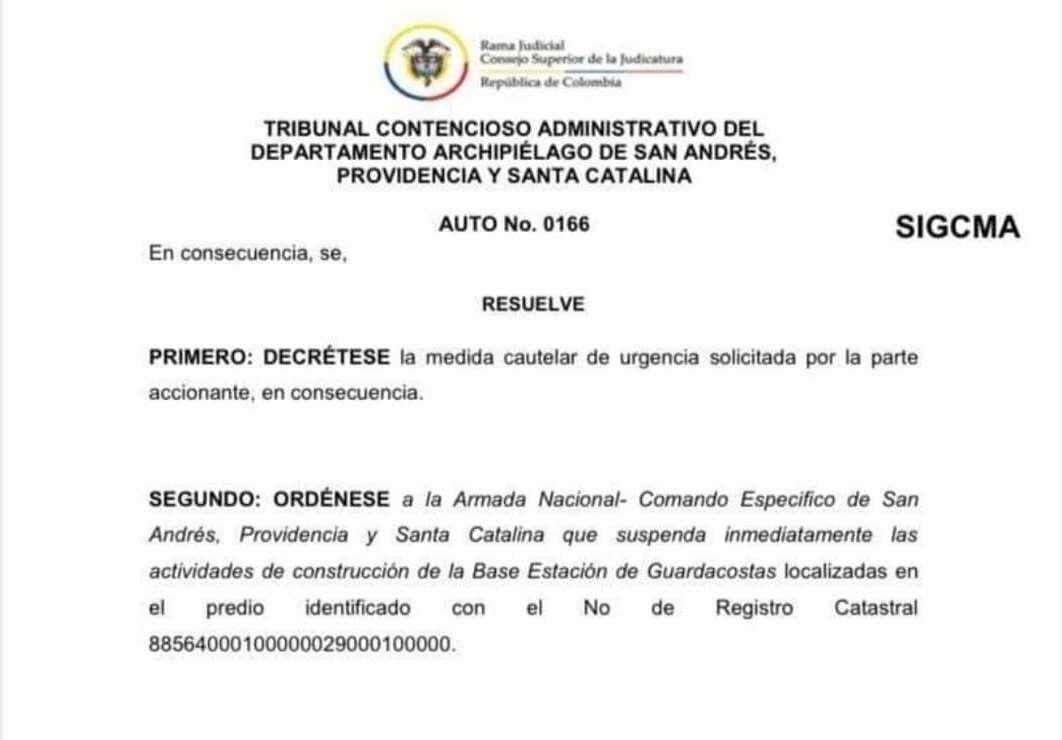 Rama Judicial
Consejo Superior de la Judicatura
República de Colombia
TRIBUNAL CONTENCIOSO ADMINISTRATIVO DEL
DEPARTAMENTO ARCHIPIÉLAGO DE SAN ANDRÉS,
PROVIDENCIA Y SANTA CATALINA
AUTO No. 0166
SIGCMA
En consecuencia, se,
RESUELVE
PRIMERO: DECRÉTESE la medida cautelar de urgencia solicitada por la parte
accionante, en consecuencia.
SEGUNDO: ORDÉNESE a la Armada Nacional- Comando Especifico de San
Andrés, Providencia y Santa Catalina que suspenda inmediatamente las
actividades de construcción de la Base Estación de Guardacostas localizadas en
el predio identificado con el No de Registro Catastral
885640001000000029000100000.